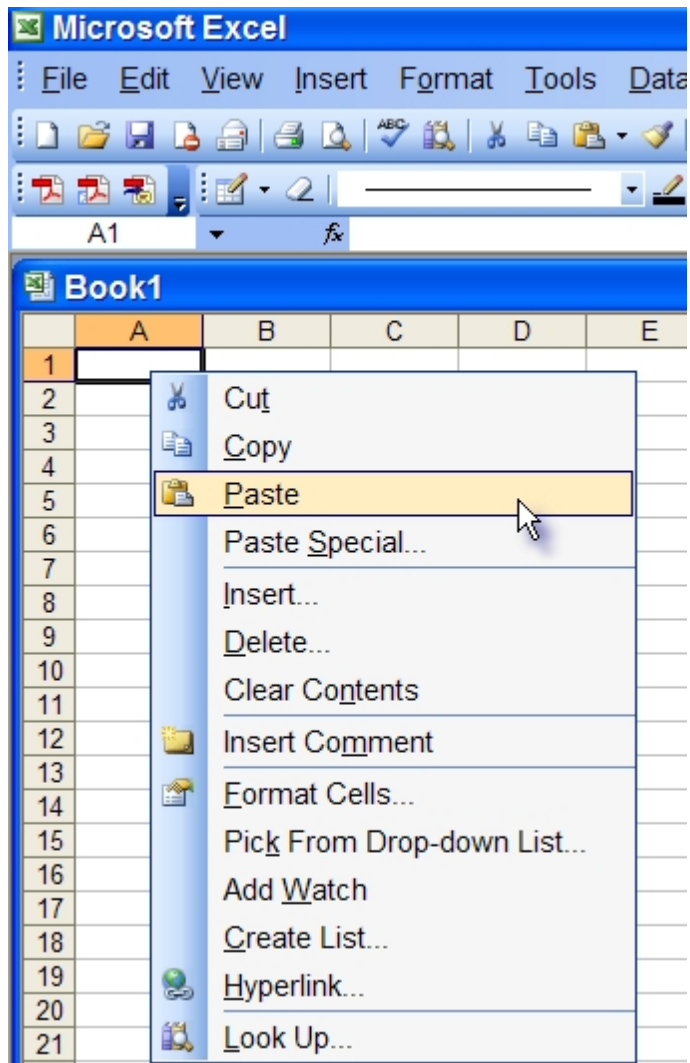 Microsoft Excel
File Edit View Insert Format Tools Data
ABC
A1 fx
Book1
A B C D E
1
2
3
4
5
6
7
8
9
10
11
12
13
14
15
16
17
18
19
20
21
Cut
Copy
Paste
Paste Special...
Insert...
Delete...
Clear Contents
Insert Comment
Format Cells...
Pick From Drop-down List...
Add Watch
Create List...
Hyperlink...
Look Up...